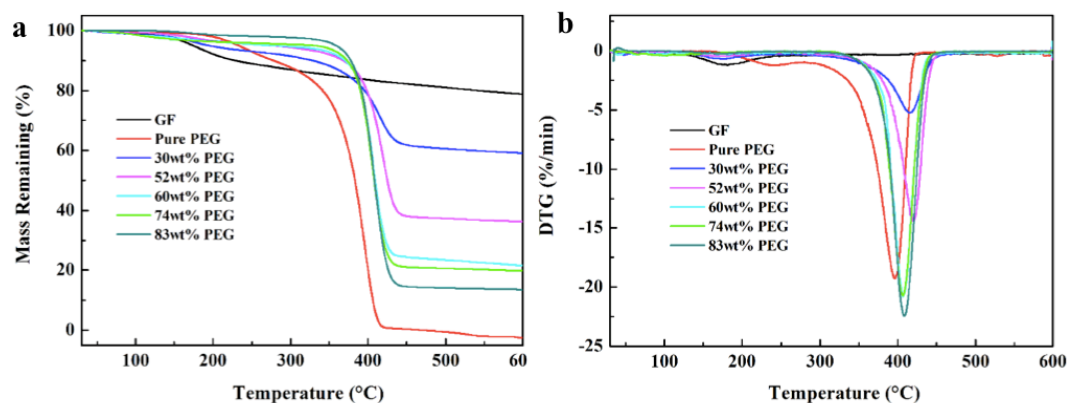 a
100
80
60
40
20
0
Mass Remaining (%)
GF
Pure PEG
30wt% PEG
52wt% PEG
60wt% PEG
74wt% PEG
83wt% PEG
100 200 300 400 500 600
Temperature (°C)
b
0
-5
-10
-15
-20
-25
DTG (%/min)
GF
Pure PEG
30wt% PEG
52wt% PEG
60wt% PEG
74wt% PEG
83wt% PEG
100 200 300 400 500 600
Temperature (°C)